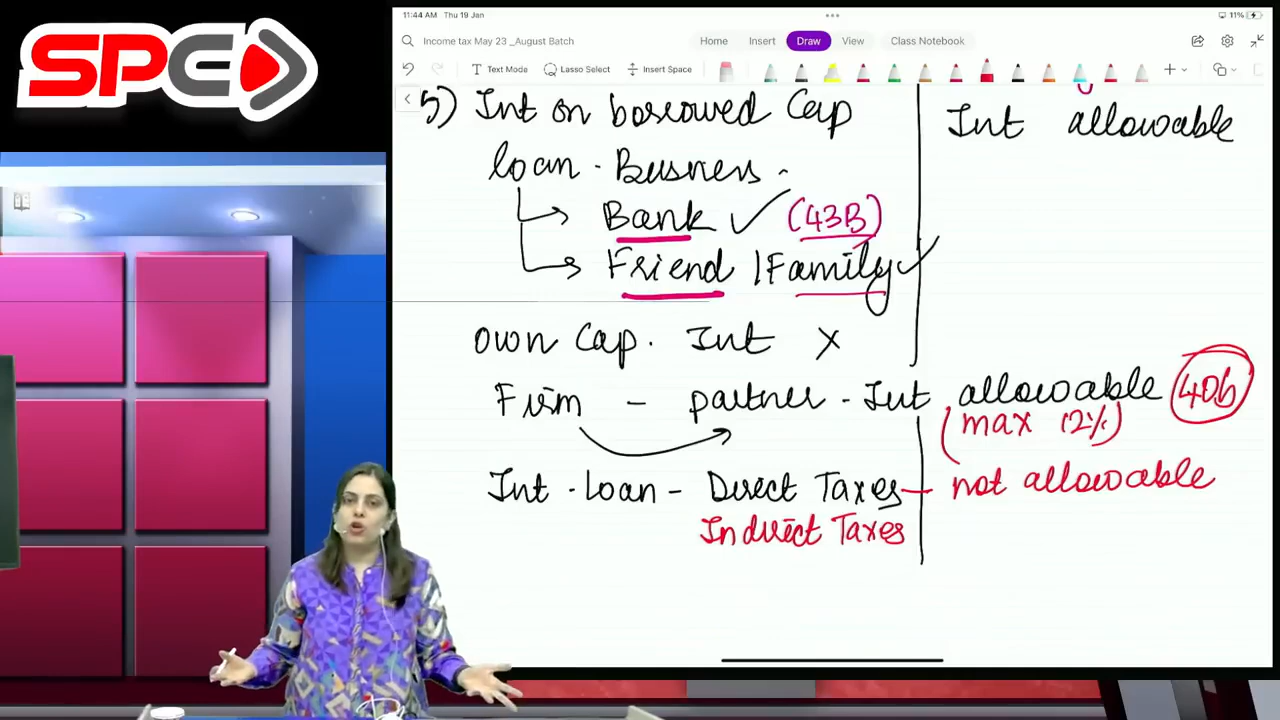 SPC
11:44 AM Thu 19 Jan
11%
Income tax May 23 _August Batch
Home Insert Draw View Class Notebook
Text Mode Lasso Select Insert Space
5) Int on borrowed Cap
Int allowable
loan - Business -
Bank ✓ (43B)
Friend | Family ✓
own Cap. Int X
Firm - partner - Int allowable 40b
max 12%
Int - Loan - Direct Taxes - not allowable
Indirect Taxes